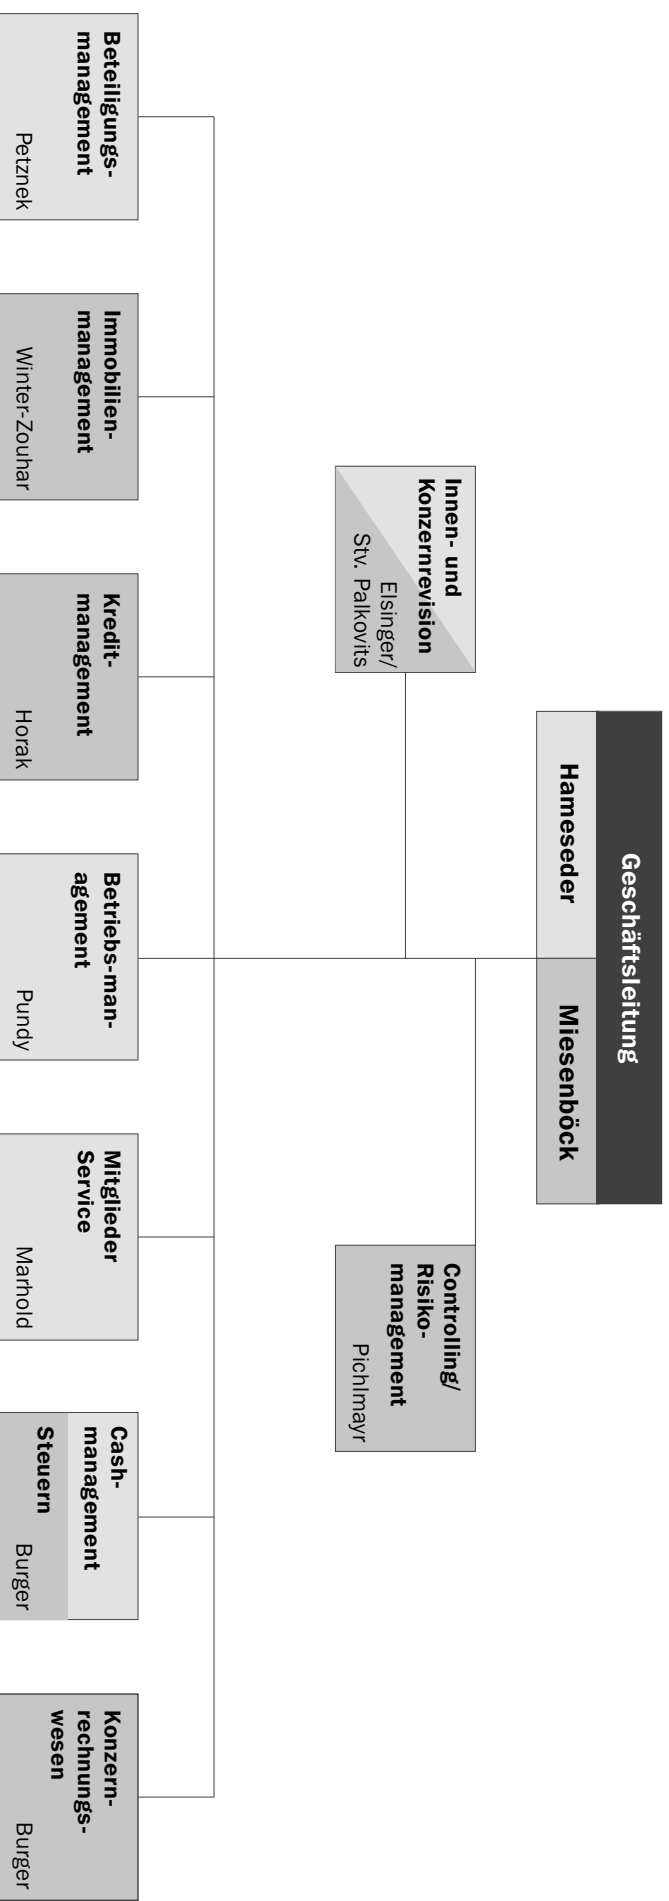 Geschäftsleitung
Hameseder
Miesenböck
Innen- und
Konzernrevision
Elsinger/
Stv. Palkovits
Controlling/
Risiko-
management
Pichlmayr
Beteiligungs-
management
Petznek
Immobilien-
management
Winter-Zouhar
Kredit-
management
Horak
Betriebs-man-
agement
Pundy
Mitglieder
Service
Marhold
Cash-
management
Steuern
Burger
Konzern-
rechnungs-
wesen
Burger